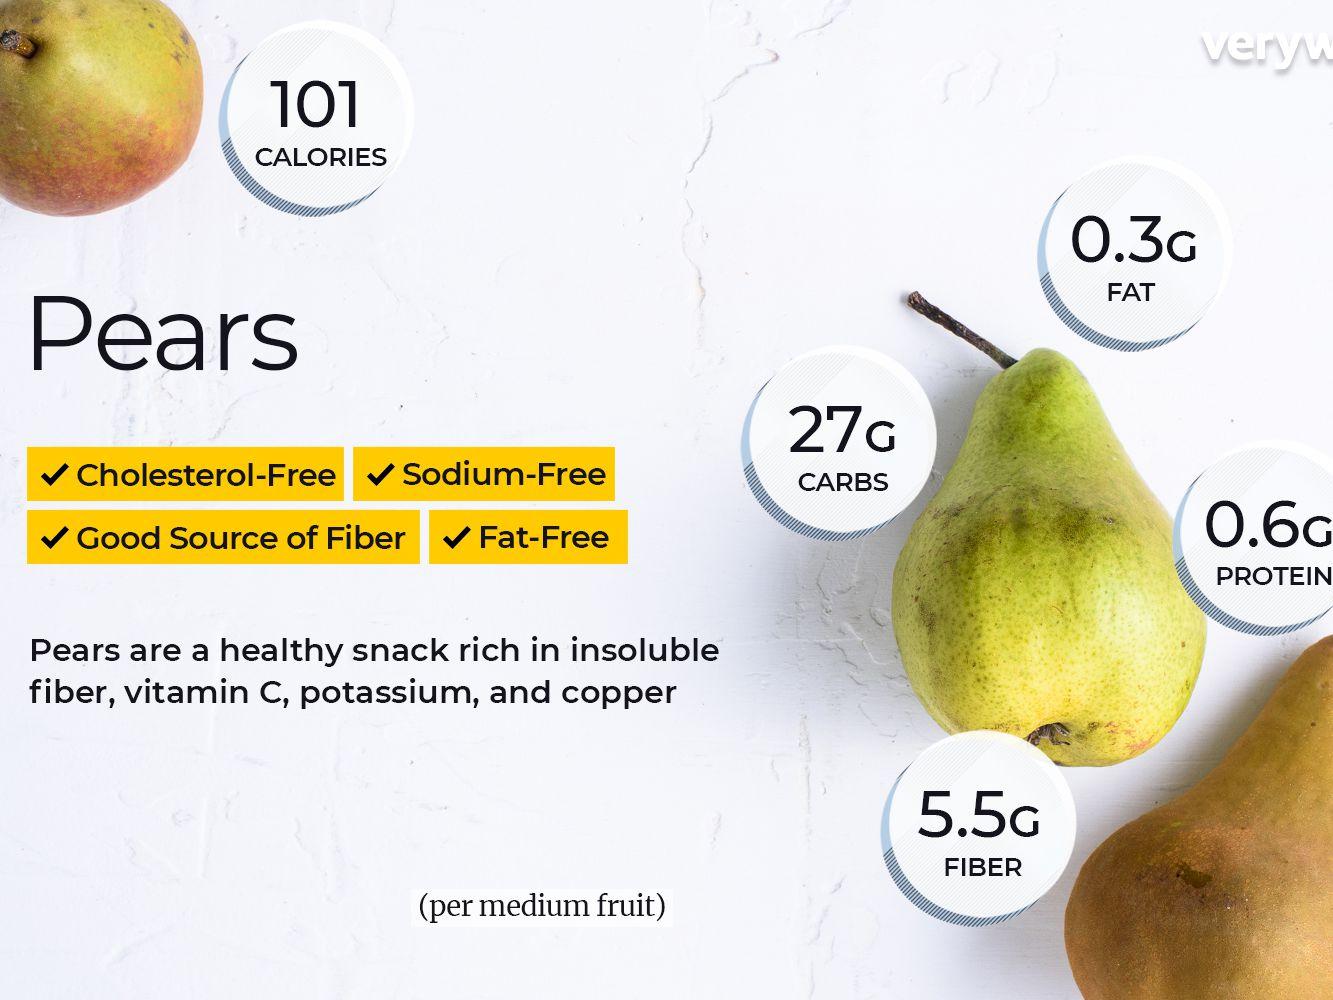 veryw
101
CALORIES
0.3G
FAT
Pears
27G
CARBS
✓ Cholesterol-Free ✓ Sodium-Free
✓ Good Source of Fiber ✓ Fat-Free
0.6G
PROTEIN
Pears are a healthy snack rich in insoluble
fiber, vitamin C, potassium, and copper
5.5G
FIBER
(per medium fruit)